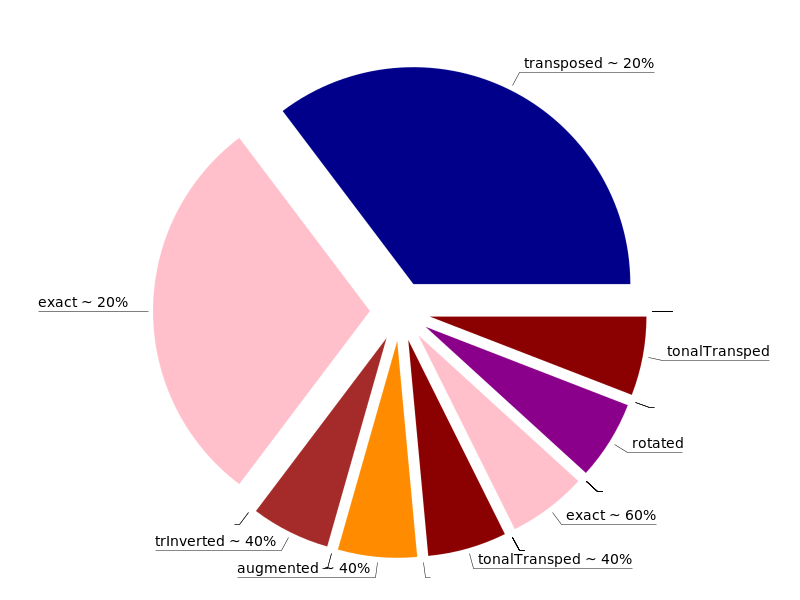 transposed ~ 20%
exact ~ 20%
tonalTransped
rotated
exact ~ 60%
trInverted ~ 40%
tonalTransped ~ 40%
augmented ~ 40%